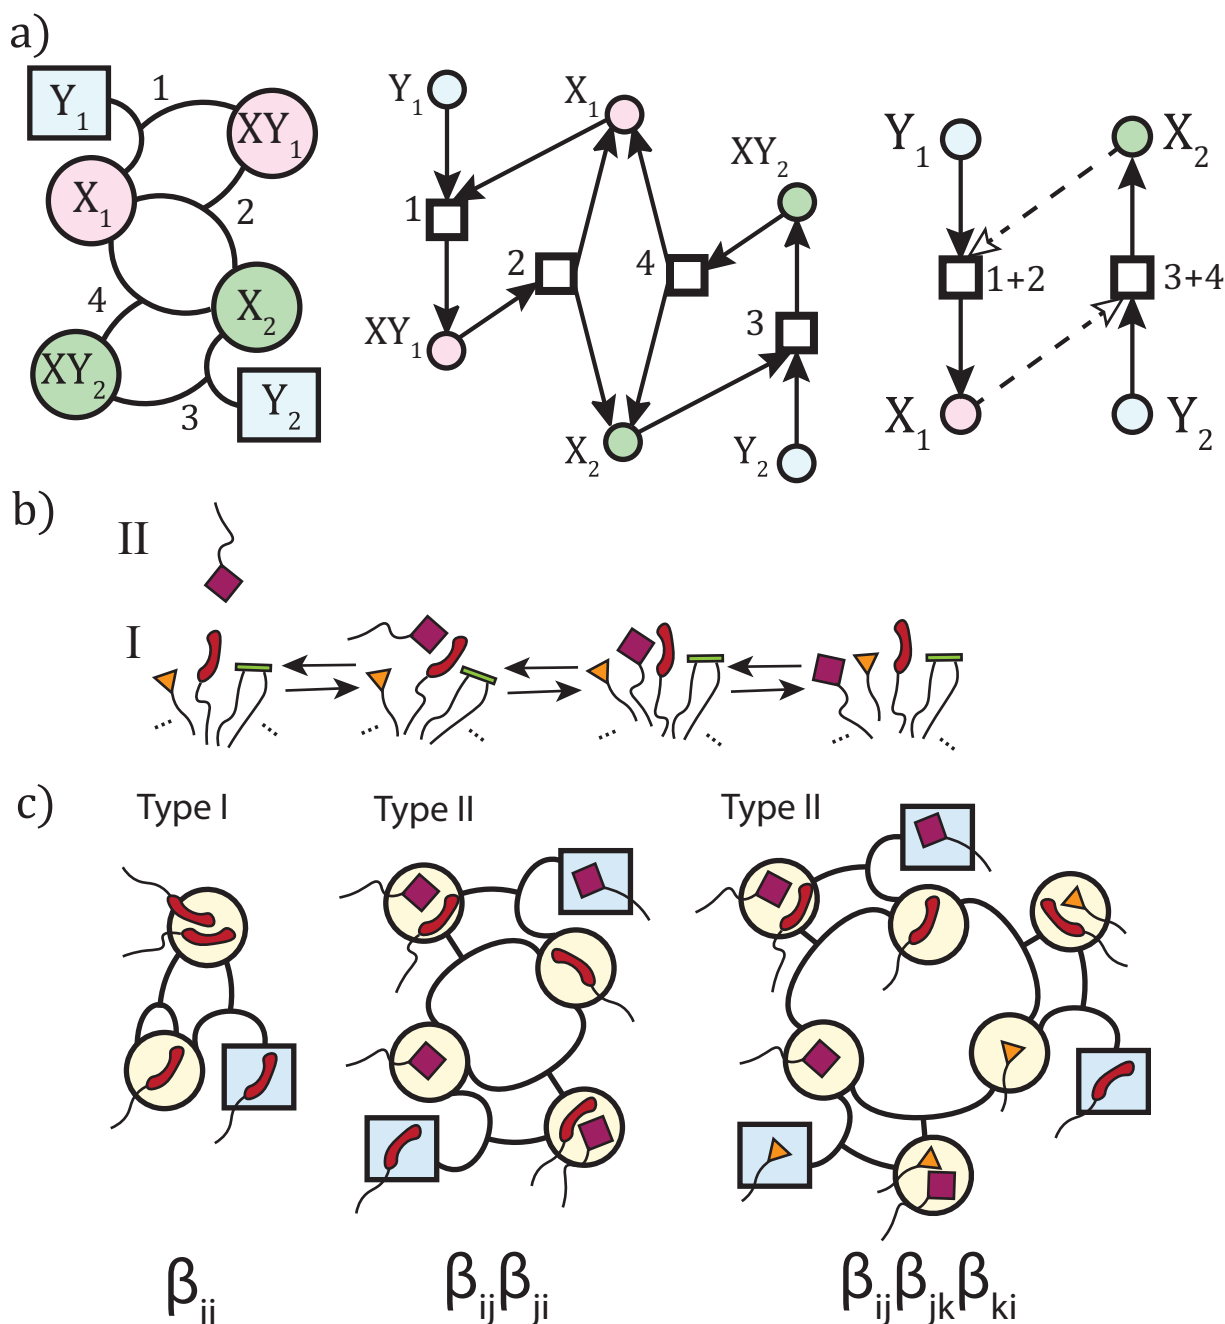 a)
Y1
1
XY1
X1
2
4
X2
XY2
3
Y2
Y1
X1
XY2
1
2
4
XY1
3
X2
Y2
Y1
X2
1+2
3+4
X1
Y2
b)
II
I
c)
Type I
Type II
Type II
βii
βijβji
βijβjkβki